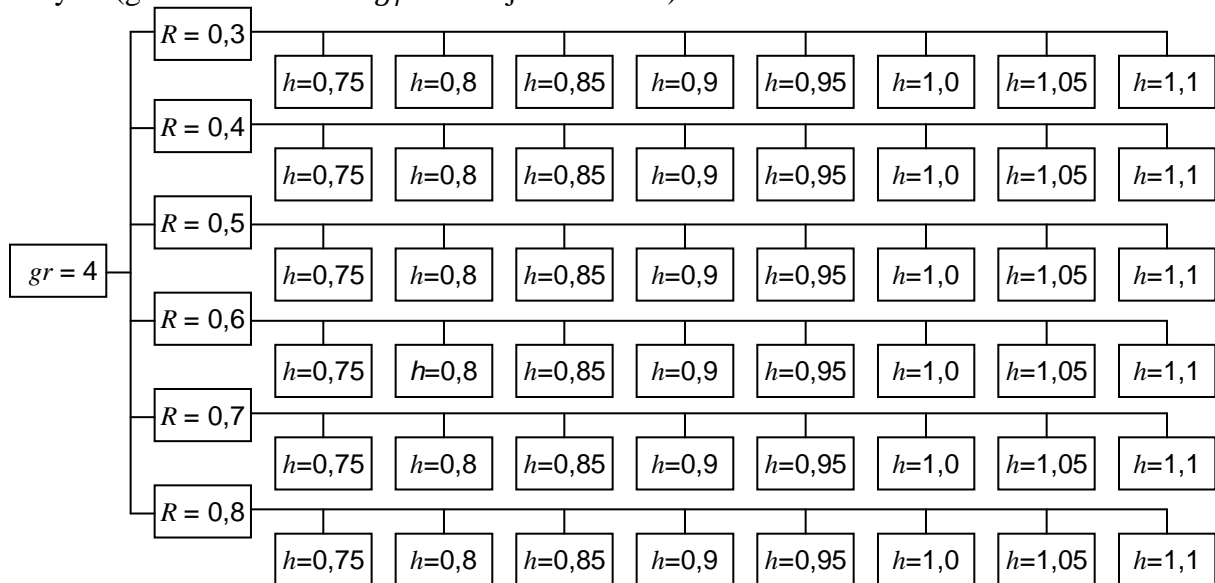 R = 0,3
h=0,75 h=0,8 h=0,85 h=0,9 h=0,95 h=1,0 h=1,05 h=1,1
R = 0,4
h=0,75 h=0,8 h=0,85 h=0,9 h=0,95 h=1,0 h=1,05 h=1,1
R = 0,5
gr = 4
h=0,75 h=0,8 h=0,85 h=0,9 h=0,95 h=1,0 h=1,05 h=1,1
R = 0,6
h=0,75 h=0,8 h=0,85 h=0,9 h=0,95 h=1,0 h=1,05 h=1,1
R = 0,7
h=0,75 h=0,8 h=0,85 h=0,9 h=0,95 h=1,0 h=1,05 h=1,1
R = 0,8
h=0,75 h=0,8 h=0,85 h=0,9 h=0,95 h=1,0 h=1,05 h=1,1